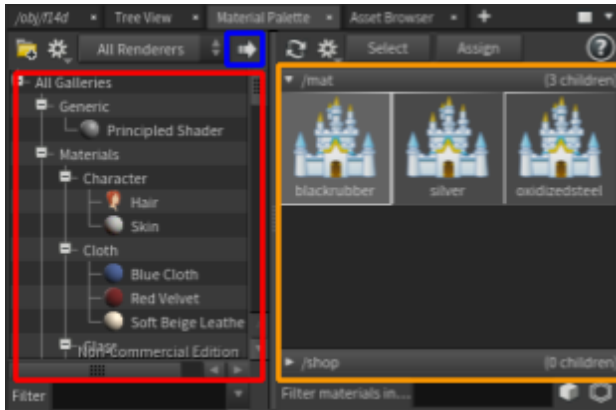 /obj/f14d Tree View Material Palette Asset Browser
All Renderers Select Assign
All Galleries
Generic
Principled Shader
Materials
Character
Hair
Skin
Cloth
Blue Cloth
Red Velvet
Soft Beige Leathe
Glass
Non-Commercial Edition
Filter
/mat (3 children)
blackrubber silver oxidizedsteel
/shop (0 children)
Filter materials in....